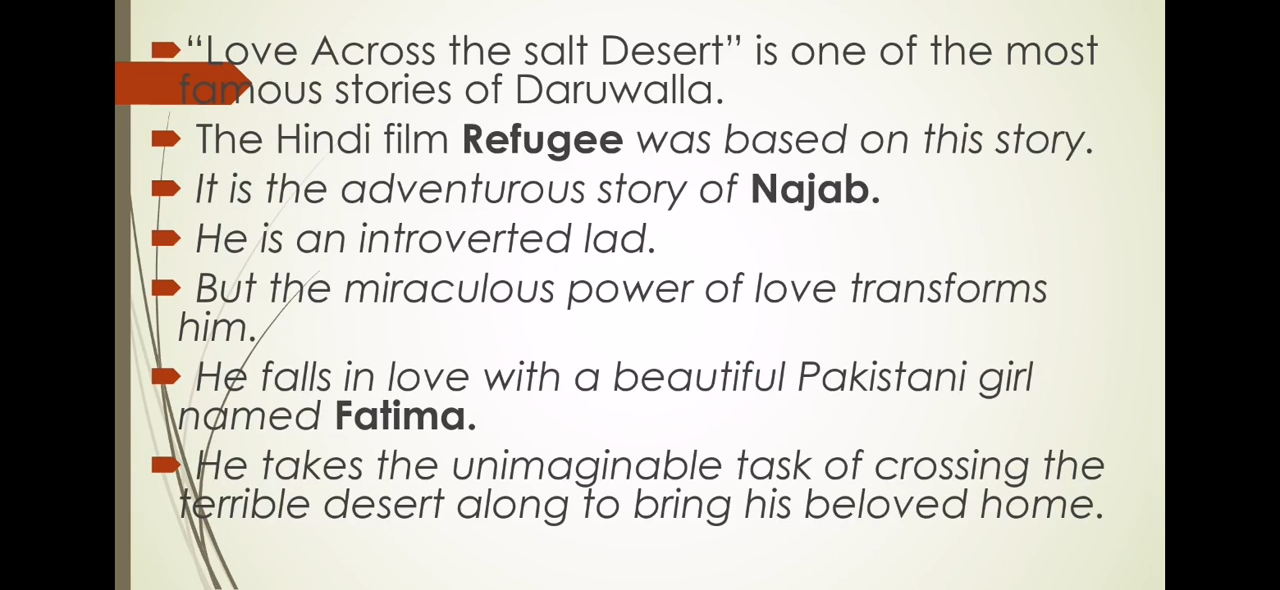 “Love Across the salt Desert” is one of the most
famous stories of Daruwalla.
The Hindi film Refugee was based on this story.
It is the adventurous story of Najab.
He is an introverted lad.
But the miraculous power of love transforms
him.
He falls in love with a beautiful Pakistani girl
named Fatima.
He takes the unimaginable task of crossing the
terrible desert along to bring his beloved home.